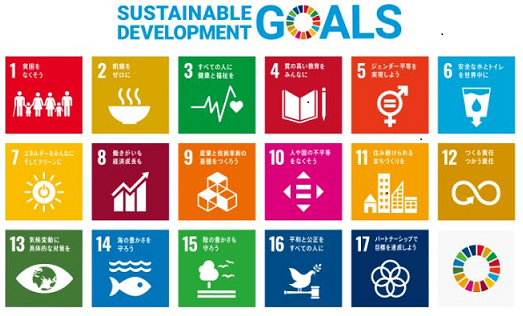 SUSTAINABLE
DEVELOPMENT
GOALS
1 貧困を
なくそう
2 飢餓を
ゼロに
3 すべての人に
健康と福祉を
4 質の高い教育を
みんなに
5 ジェンダー平等を
実現しよう
6 安全な水とトイレ
を世界中に
7 エネルギーをみんなに
そしてクリーンに
8 働きがいも
経済成長も
9 産業と技術革新の
基盤をつくろう
10 人や国の不平等
をなくそう
11 住み続けられる
まちづくりを
12 つくる責任
つかう責任
13 気候変動に
具体的な対策を
14 海の豊かさを
守ろう
15 陸の豊かさも
守ろう
16 平和と公正を
すべての人に
17 パートナーシップで
目標を達成しよう